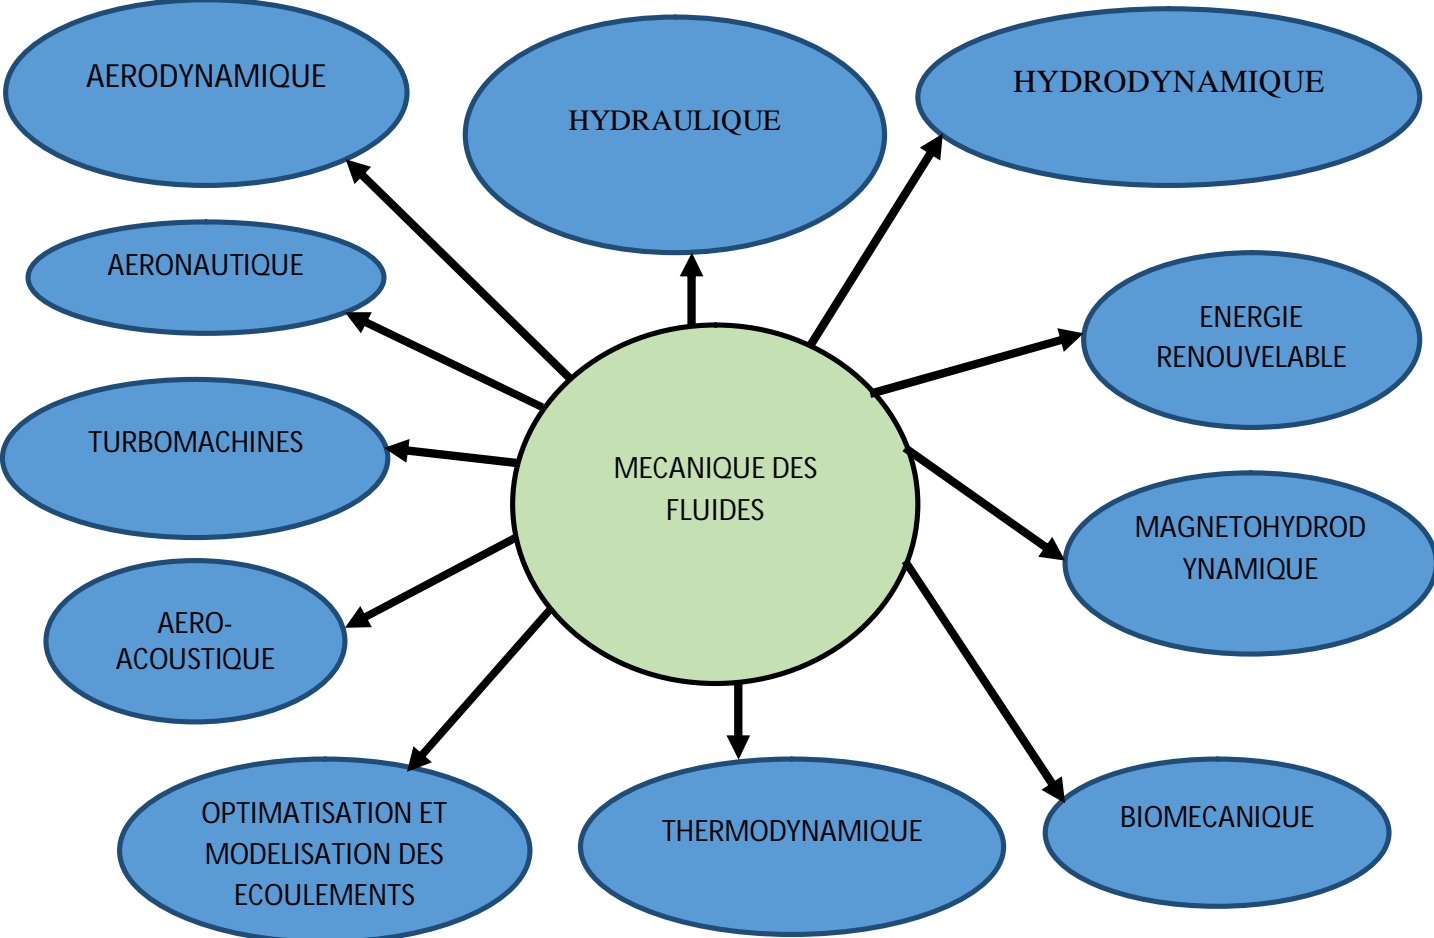 AERODYNAMIQUE
HYDRAULIQUE
HYDRODYNAMIQUE
AERONAUTIQUE
ENERGIE
RENOUVELABLE
TURBOMACHINES
MECANIQUE DES
FLUIDES
MAGNETOHYDROD
YNAMIQUE
AERO-
ACOUSTIQUE
OPTIMATISATION ET
MODELISATION DES
ECOULEMENTS
THERMODYNAMIQUE
BIOMECANIQUE